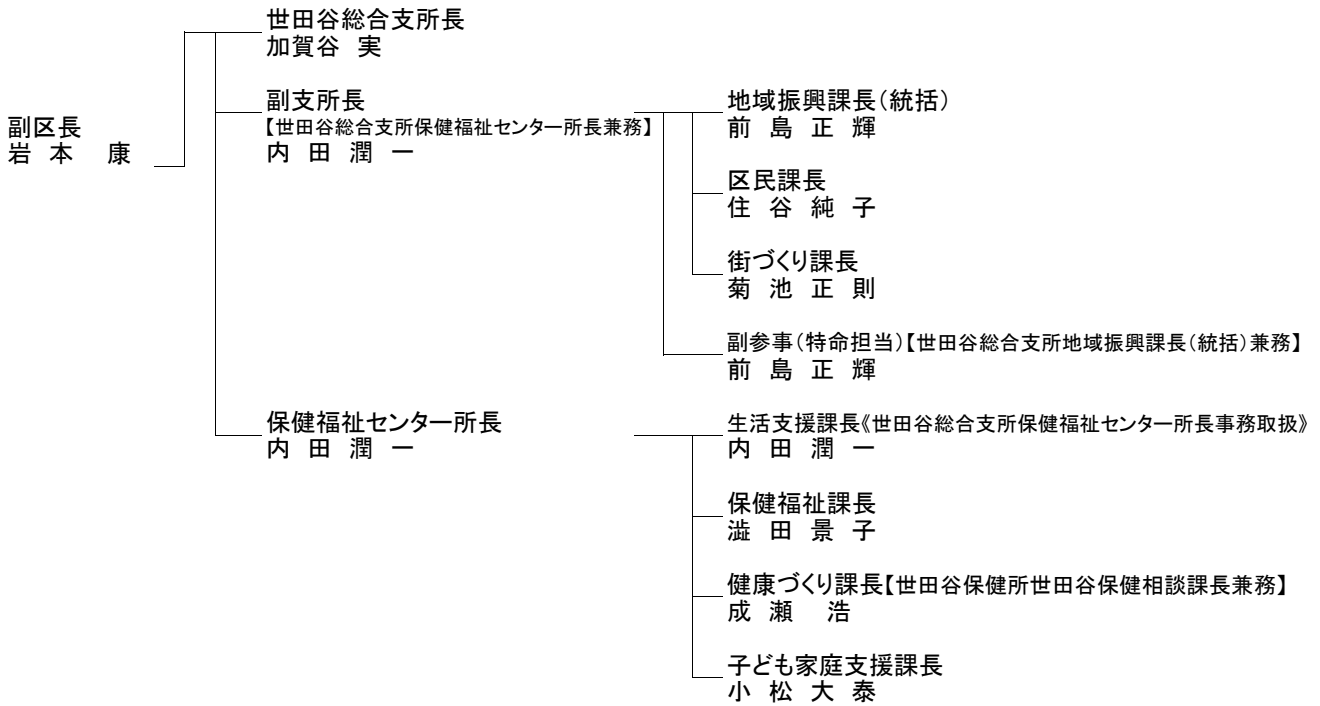 副区長
岩 本　康
世田谷総合支所長
加賀谷 実
副支所長
【世田谷総合支所保健福祉センター所長兼務】
内 田 潤 一
地域振興課長（統括）
前 島 正 輝
区民課長
住 谷 純 子
街づくり課長
菊 池 正 則
副参事（特命担当）【世田谷総合支所地域振興課長（統括）兼務】
前 島 正 輝
保健福祉センター所長
内 田 潤 一
生活支援課長《世田谷総合支所保健福祉センター所長事務取扱》
内 田 潤 一
保健福祉課長
澁 田 景 子
健康づくり課長【世田谷保健所世田谷保健相談課長兼務】
成 瀬　浩
子ども家庭支援課長
小 松 大 泰